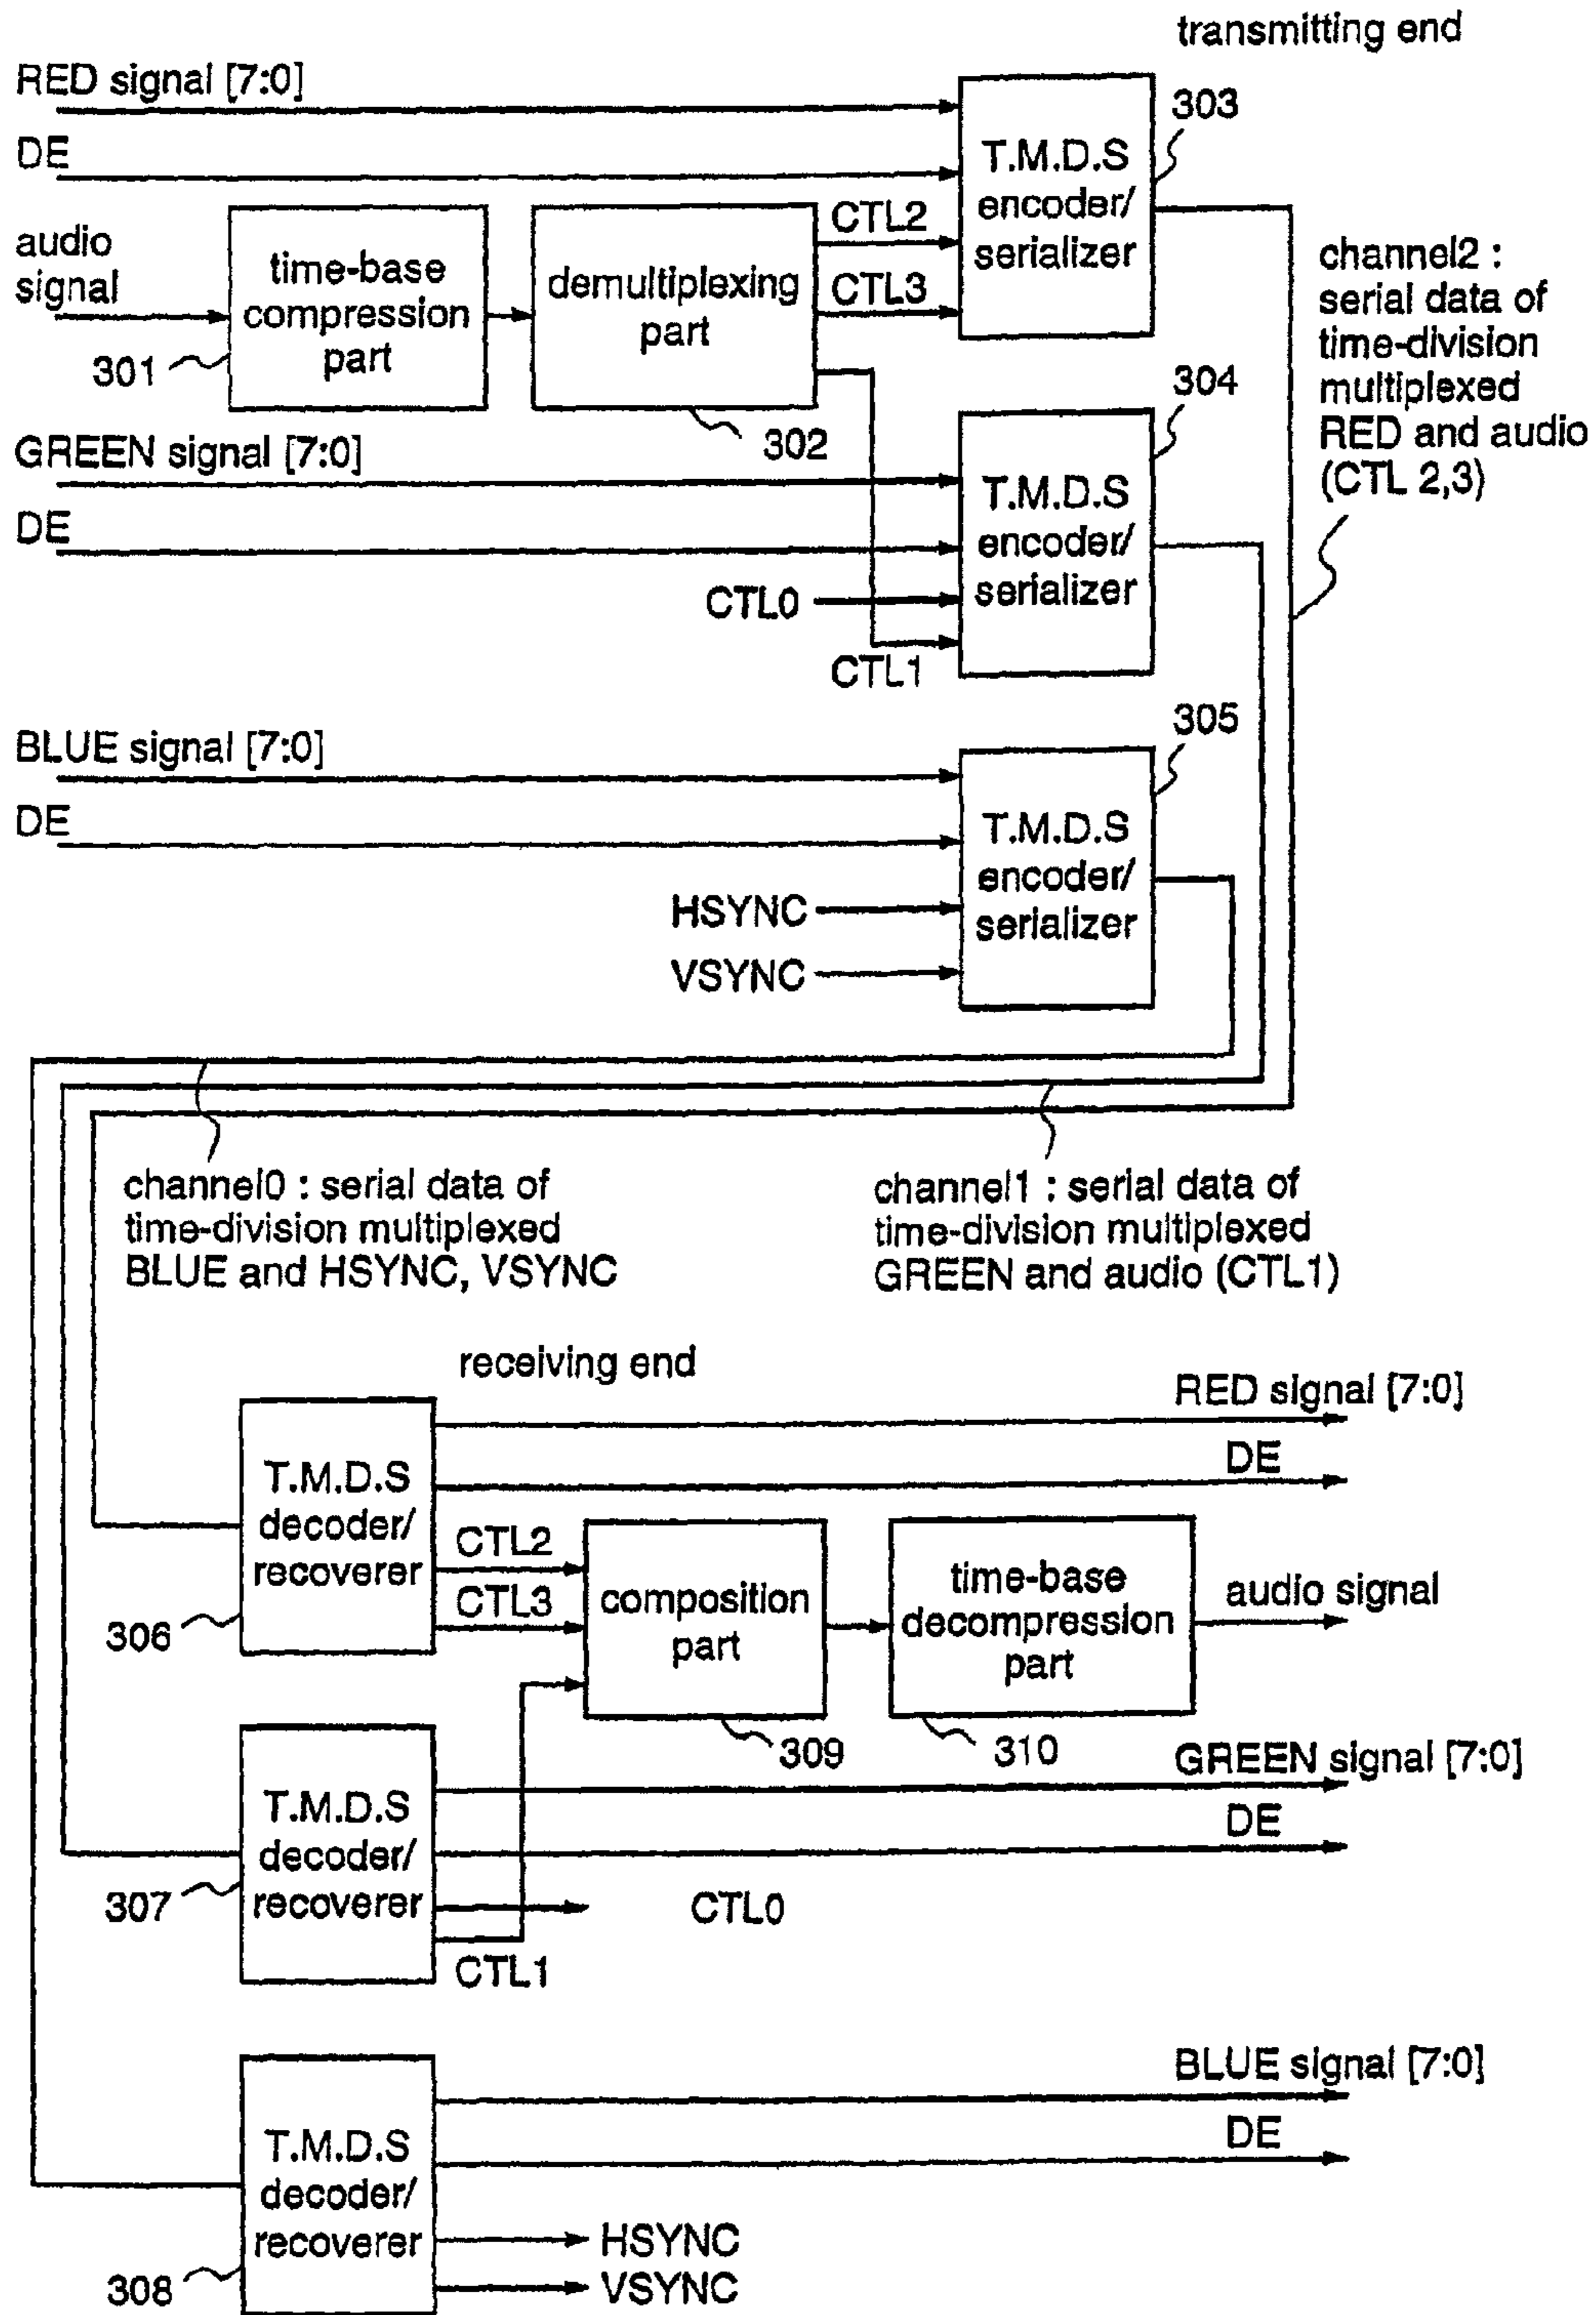 transmitting end
RED signal [7:0]
DE
audio
signal
time-base
compression
part
301
demultiplexing
part
302
CTL2
CTL3
T.M.D.S
encoder/
serializer
303
channel2 :
serial data of
time-division
multiplexed
RED and audio
(CTL 2,3)
GREEN signal [7:0]
DE
CTL0
CTL1
T.M.D.S
encoder/
serializer
304
BLUE signal [7:0]
DE
HSYNC
VSYNC
T.M.D.S
encoder/
serializer
305
channel0 : serial data of
time-division multiplexed
BLUE and HSYNC, VSYNC
channel1 : serial data of
time-division multiplexed
GREEN and audio (CTL1)
receiving end
T.M.D.S
decoder/
recoverer
306
RED signal [7:0]
DE
CTL2
CTL3
composition
part
309
time-base
decompression
part
310
audio signal
T.M.D.S
decoder/
recoverer
307
GREEN signal [7:0]
DE
CTL0
CTL1
T.M.D.S
decoder/
recoverer
308
BLUE signal [7:0]
DE
HSYNC
VSYNC